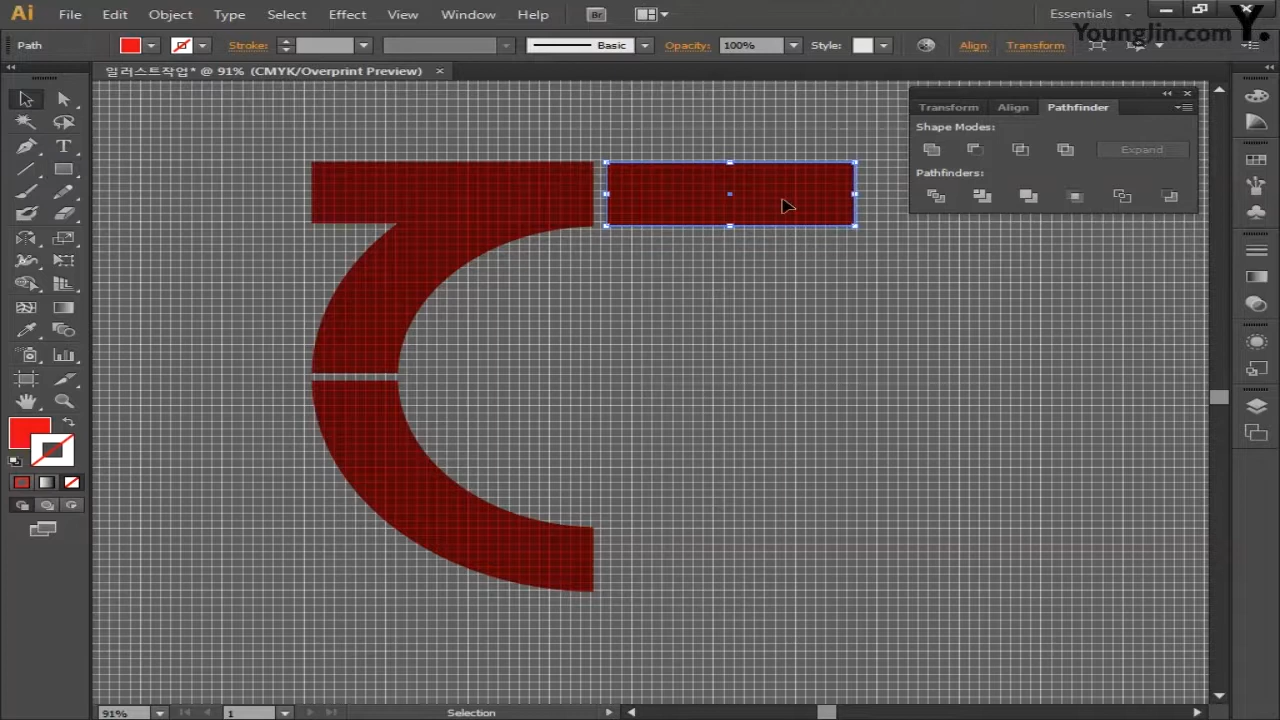 Ai File Edit Object Type Select Effect View Window Help Br Essentials
YoungJin.com Y.
Path Stroke: Basic Opacity: 100% Style: Align Transform
일러스트작업* @ 91% (CMYK/Overprint Preview) ×
Transform Align Pathfinder
Shape Modes:
Expand
Pathfinders:
91% 1 Selection